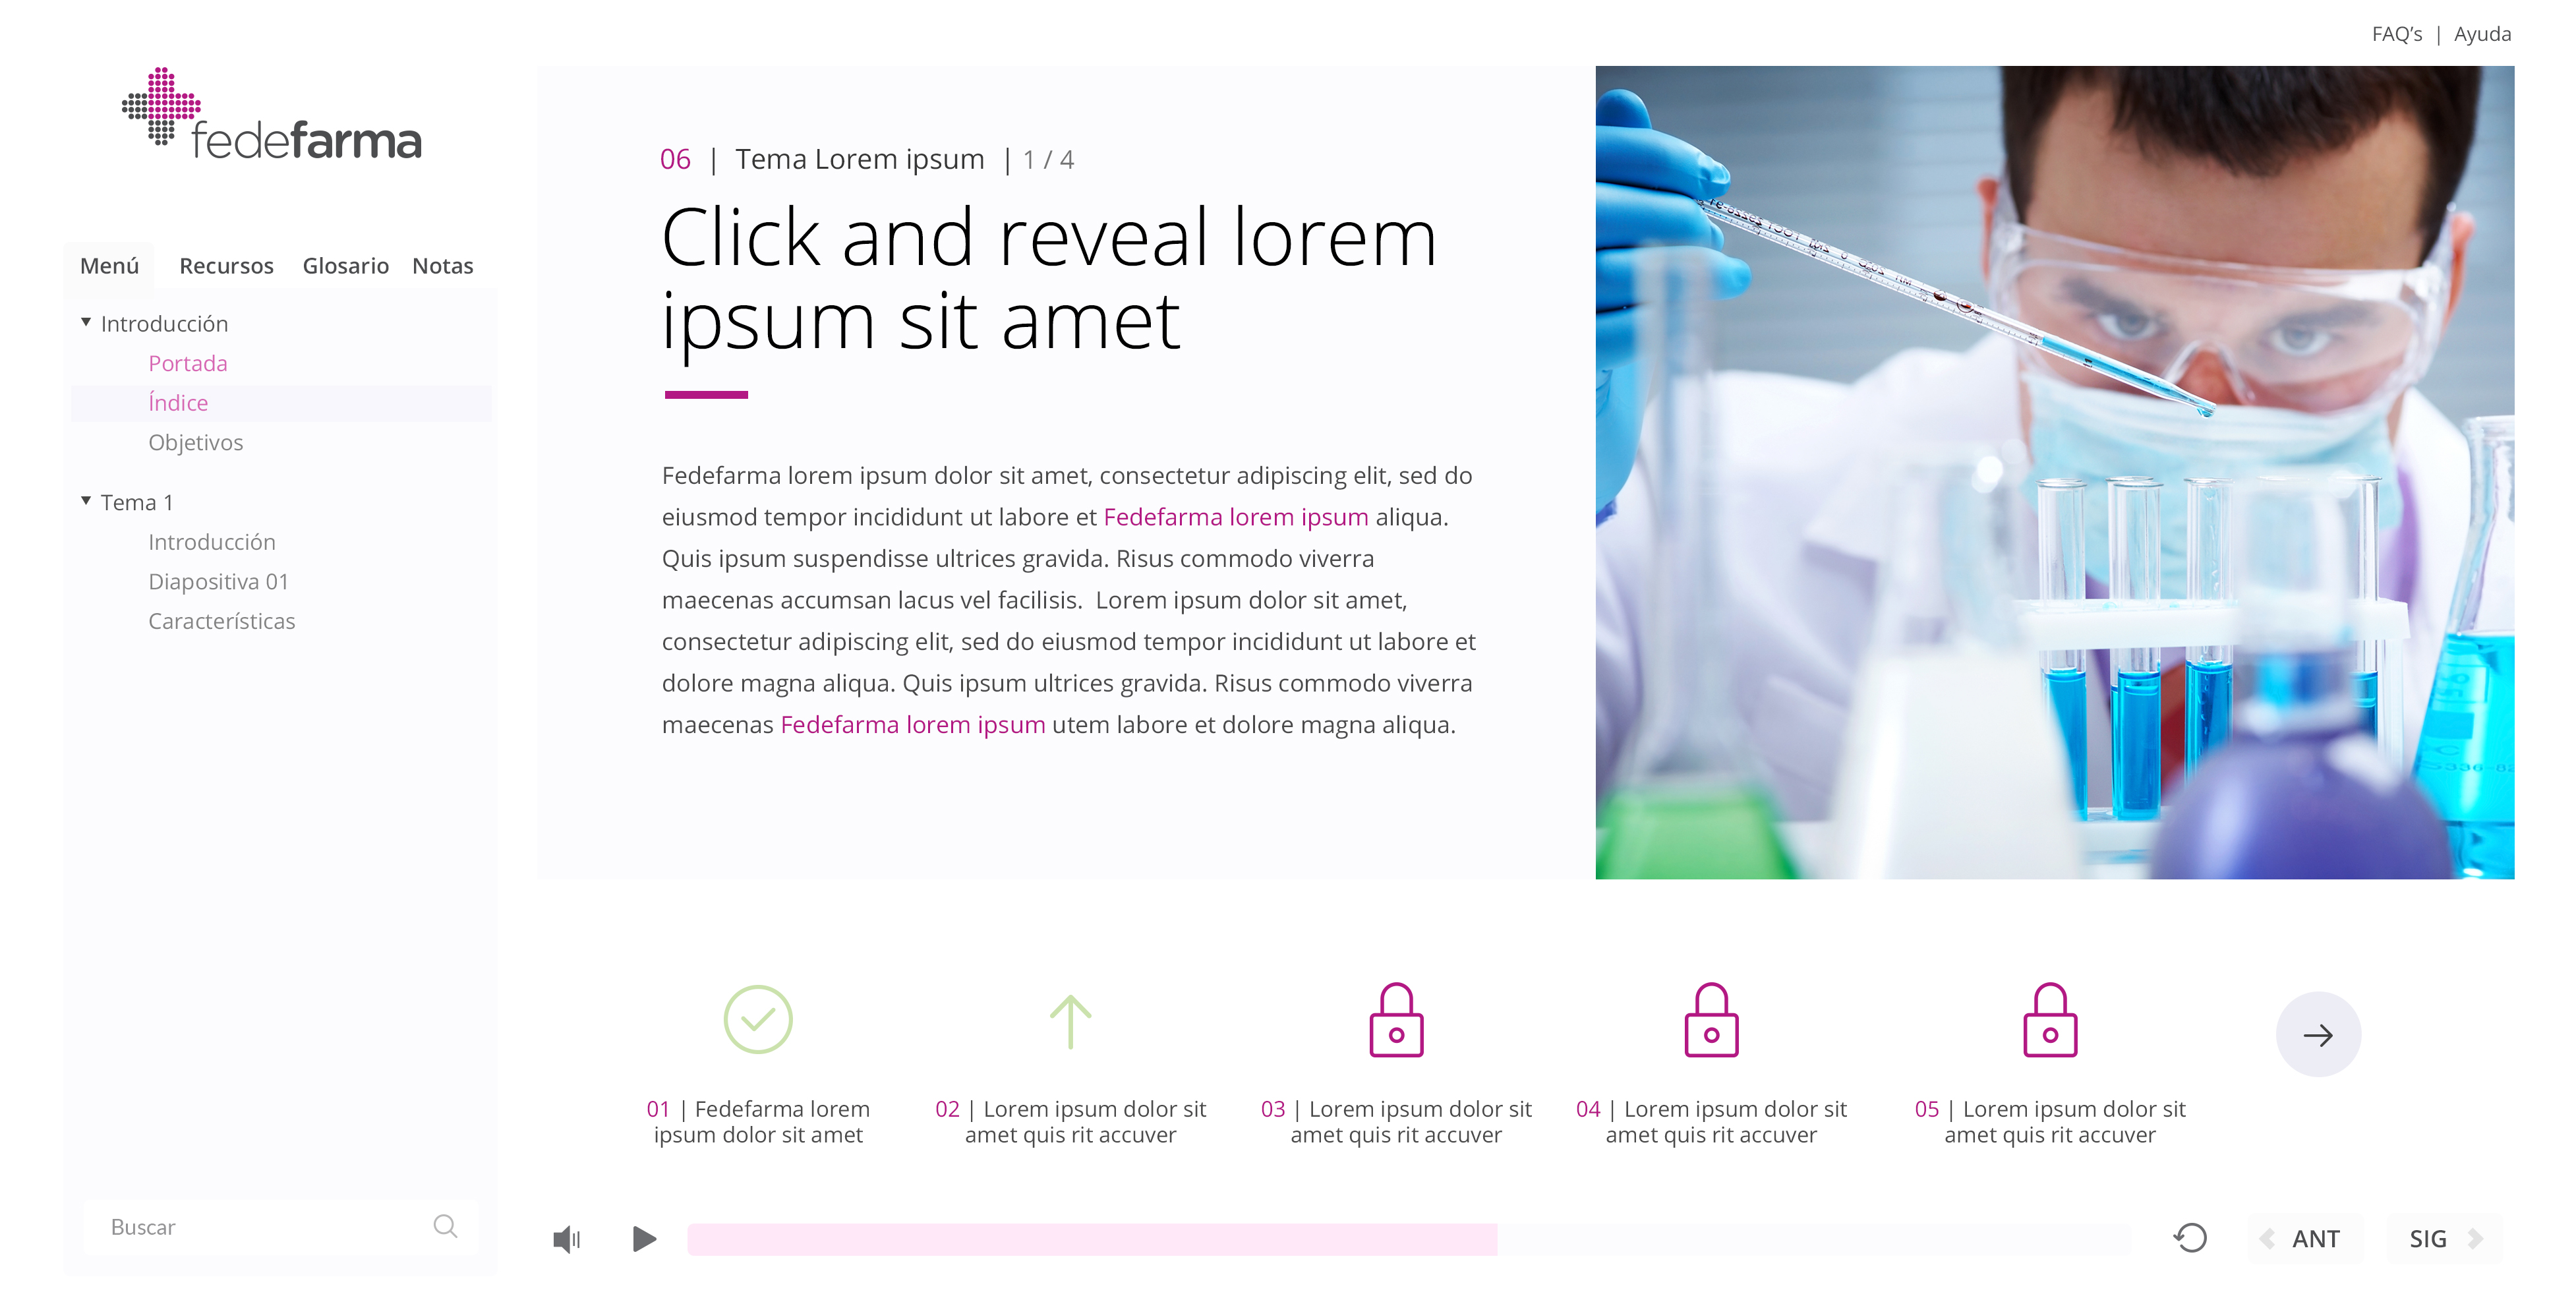 FAQ’s | Ayuda
fedefarma
Menú Recursos Glosario Notas
Introducción
Portada
Índice
Objetivos
Tema 1
Introducción
Diapositiva 01
Características
Buscar
06 | Tema Lorem ipsum | 1 / 4
Click and reveal lorem
ipsum sit amet
Fedefarma lorem ipsum dolor sit amet, consectetur adipiscing elit, sed do
eiusmod tempor incididunt ut labore et Fedefarma lorem ipsum aliqua.
Quis ipsum suspendisse ultrices gravida. Risus commodo viverra
maecenas accumsan lacus vel facilisis. Lorem ipsum dolor sit amet,
consectetur adipiscing elit, sed do eiusmod tempor incididunt ut labore et
dolore magna aliqua. Quis ipsum ultrices gravida. Risus commodo viverra
maecenas Fedefarma lorem ipsum utem labore et dolore magna aliqua.
01 | Fedefarma lorem
ipsum dolor sit amet
02 | Lorem ipsum dolor sit
amet quis rit accuver
03 | Lorem ipsum dolor sit
amet quis rit accuver
04 | Lorem ipsum dolor sit
amet quis rit accuver
05 | Lorem ipsum dolor sit
amet quis rit accuver
ANT SIG